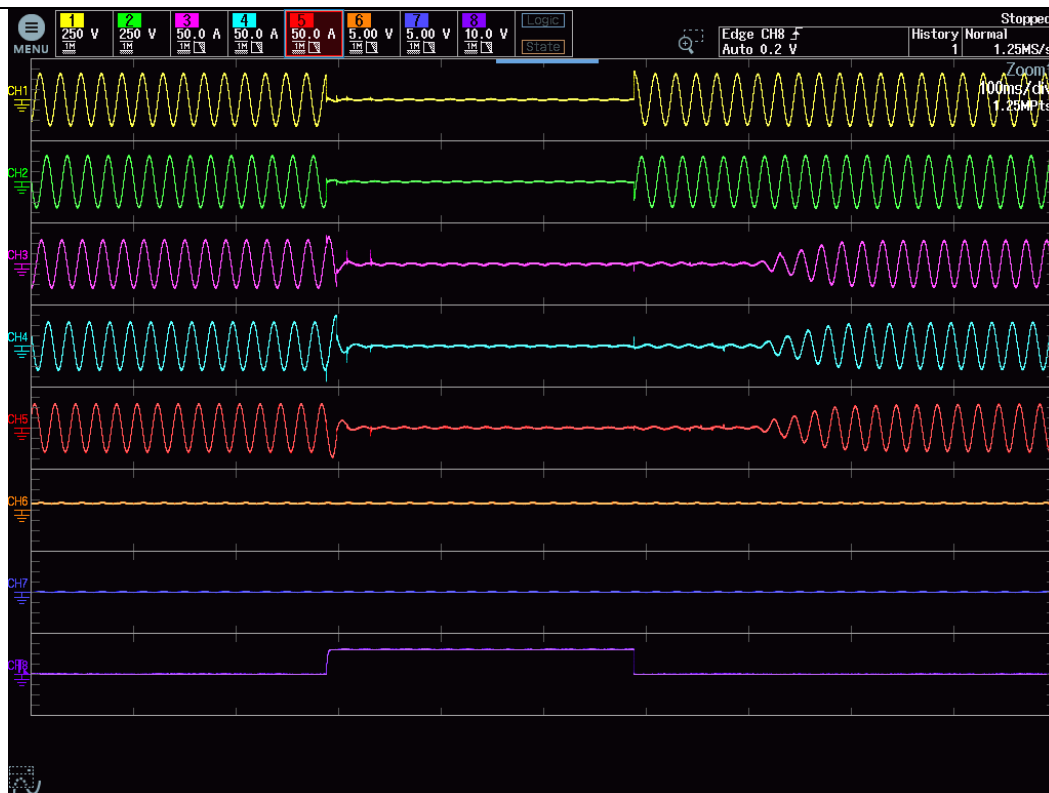 MENU
1 250 V 1M
2 250 V 1M
3 50.0 A 1M
4 50.0 A 1M
5 50.0 A 1M
6 5.00 V 1M
7 5.00 V 1M
8 10.0 V 1M
Logic
State
Edge CH8
Auto 0.2 V
Stopped
History 1
Normal
1.25MS/s
Zoom1
100ms/div
1.25MPts
CH1
CH2
CH3
CH4
CH5
CH6
CH7
CH8